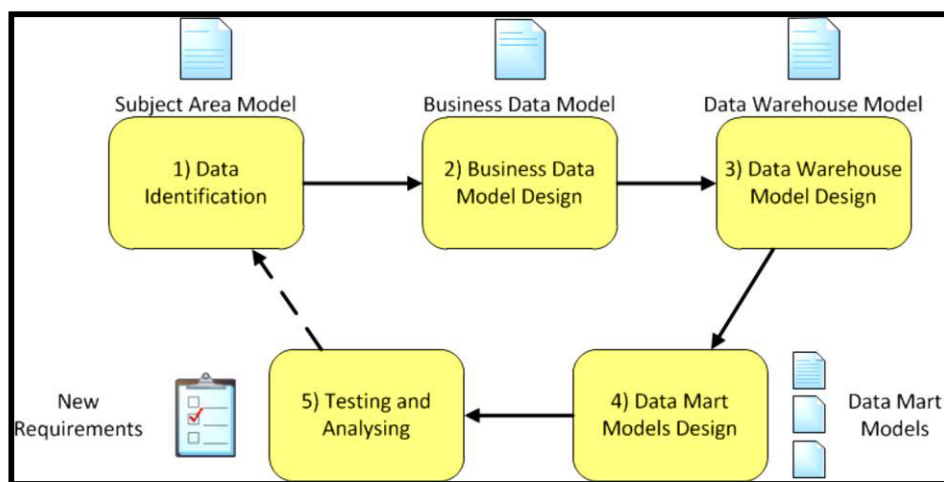 Subject Area Model
Business Data Model
Data Warehouse Model
1) Data
Identification
2) Business Data
Model Design
3) Data Warehouse
Model Design
New
Requirements
5) Testing and
Analysing
4) Data Mart
Models Design
Data Mart
Models